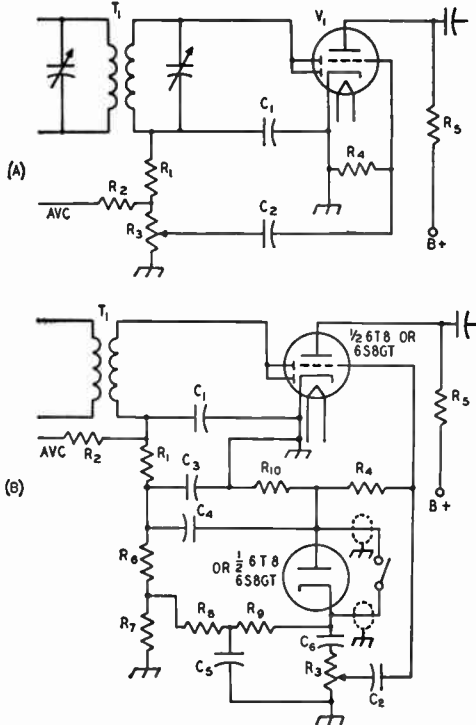 T1
V1
C1
R5
(A)
R1
R4
R2
C2
AVC
R3
B+
T1
½ 6T8 OR
6S8GT
R5
C1
AVC
R2
R1
C3
R10
R4
B+
(B)
C4
R6
OR ½ 6T8
6S8GT
R7
R8
R9
C6
C5
R3
C2